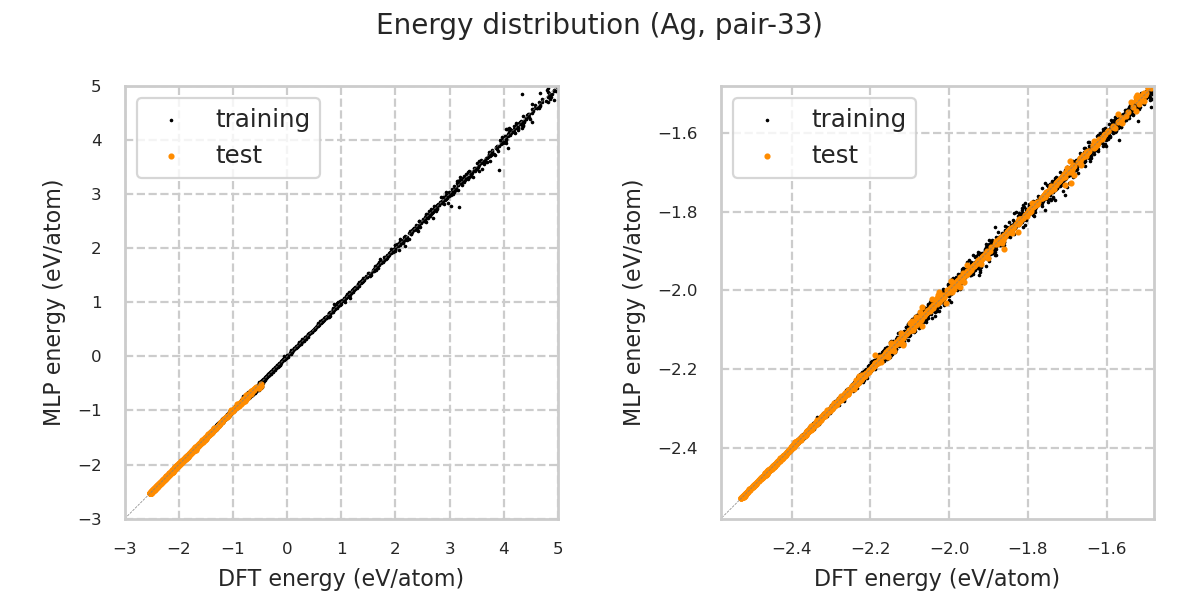 Energy distribution (Ag, pair-33)
training
test
5
4
3
2
1
0
−1
−2
−3
MLP energy (eV/atom)
−3 −2 −1 0 1 2 3 4 5
DFT energy (eV/atom)
training
test
−1.6
−1.8
−2.0
−2.2
−2.4
MLP energy (eV/atom)
−2.4 −2.2 −2.0 −1.8 −1.6
DFT energy (eV/atom)